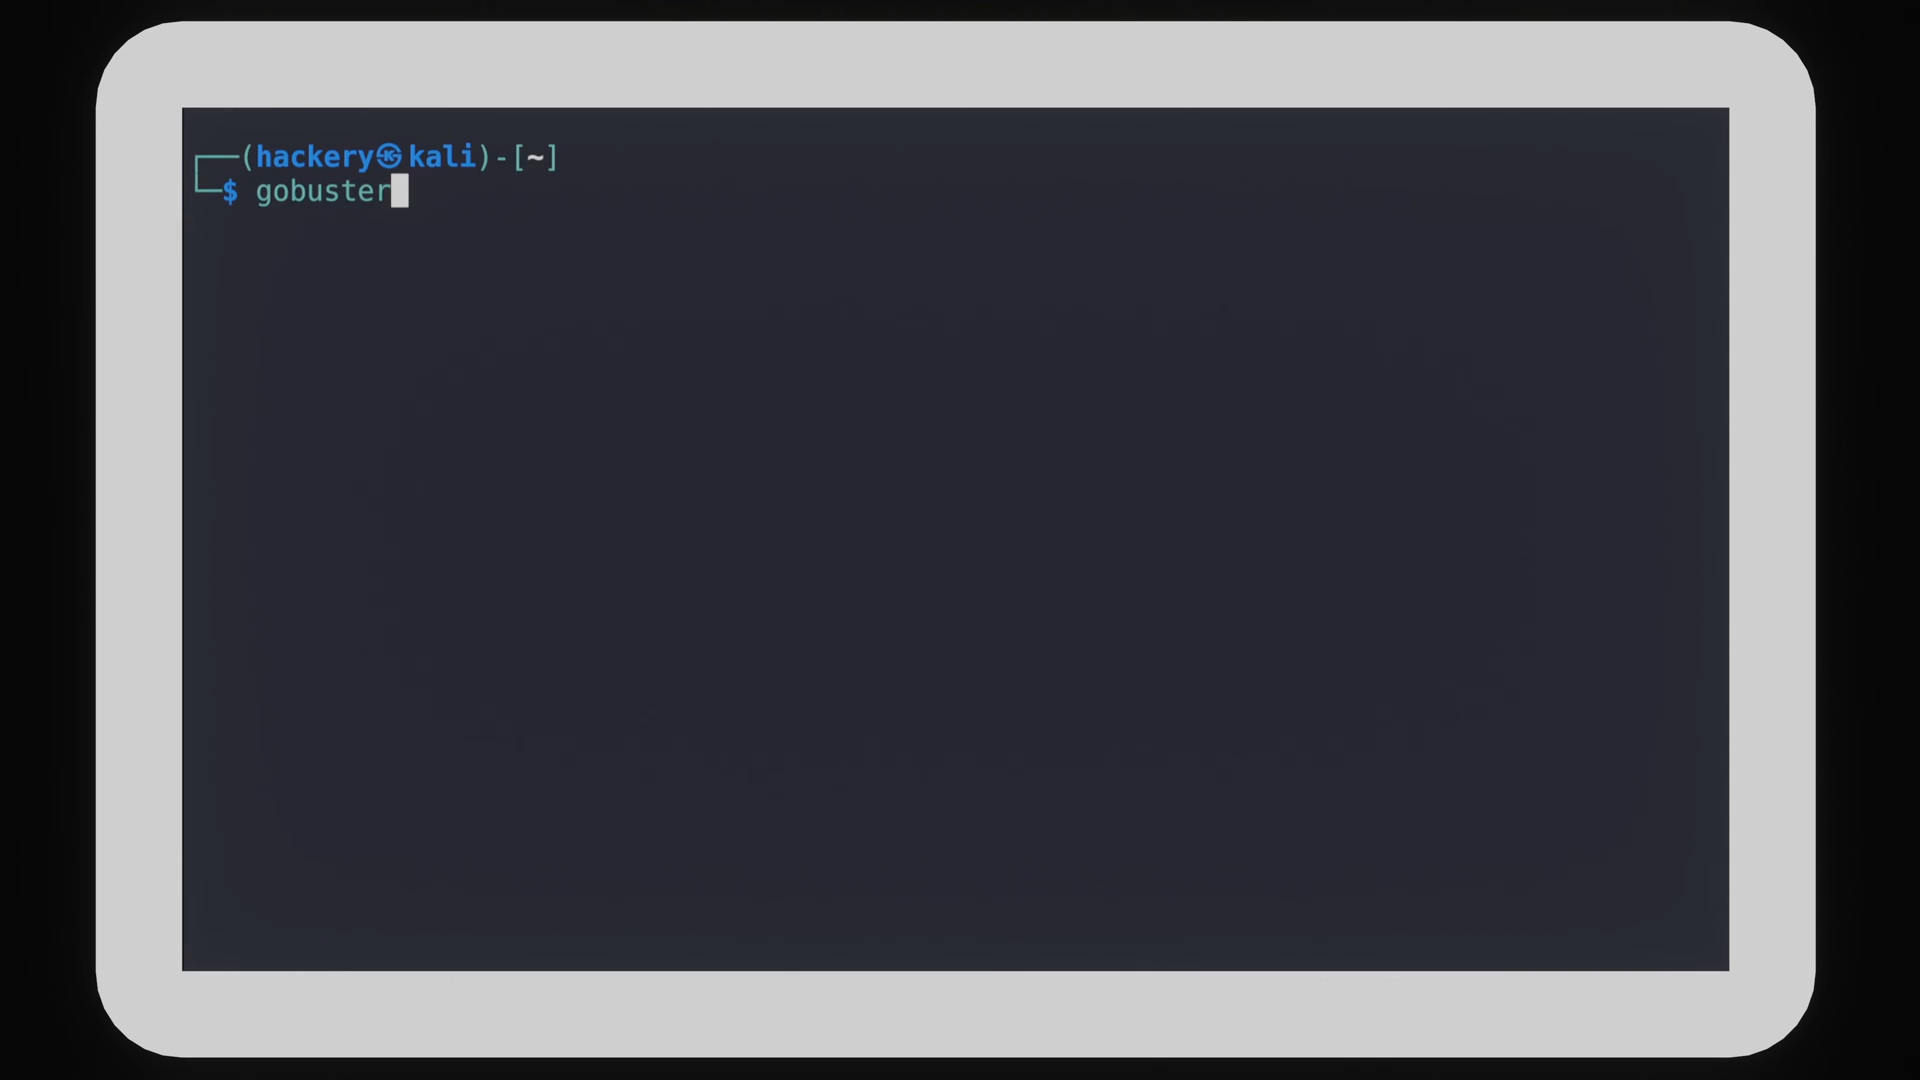 ┌──(hackery㉿kali)-[~]
└─$ gobuster